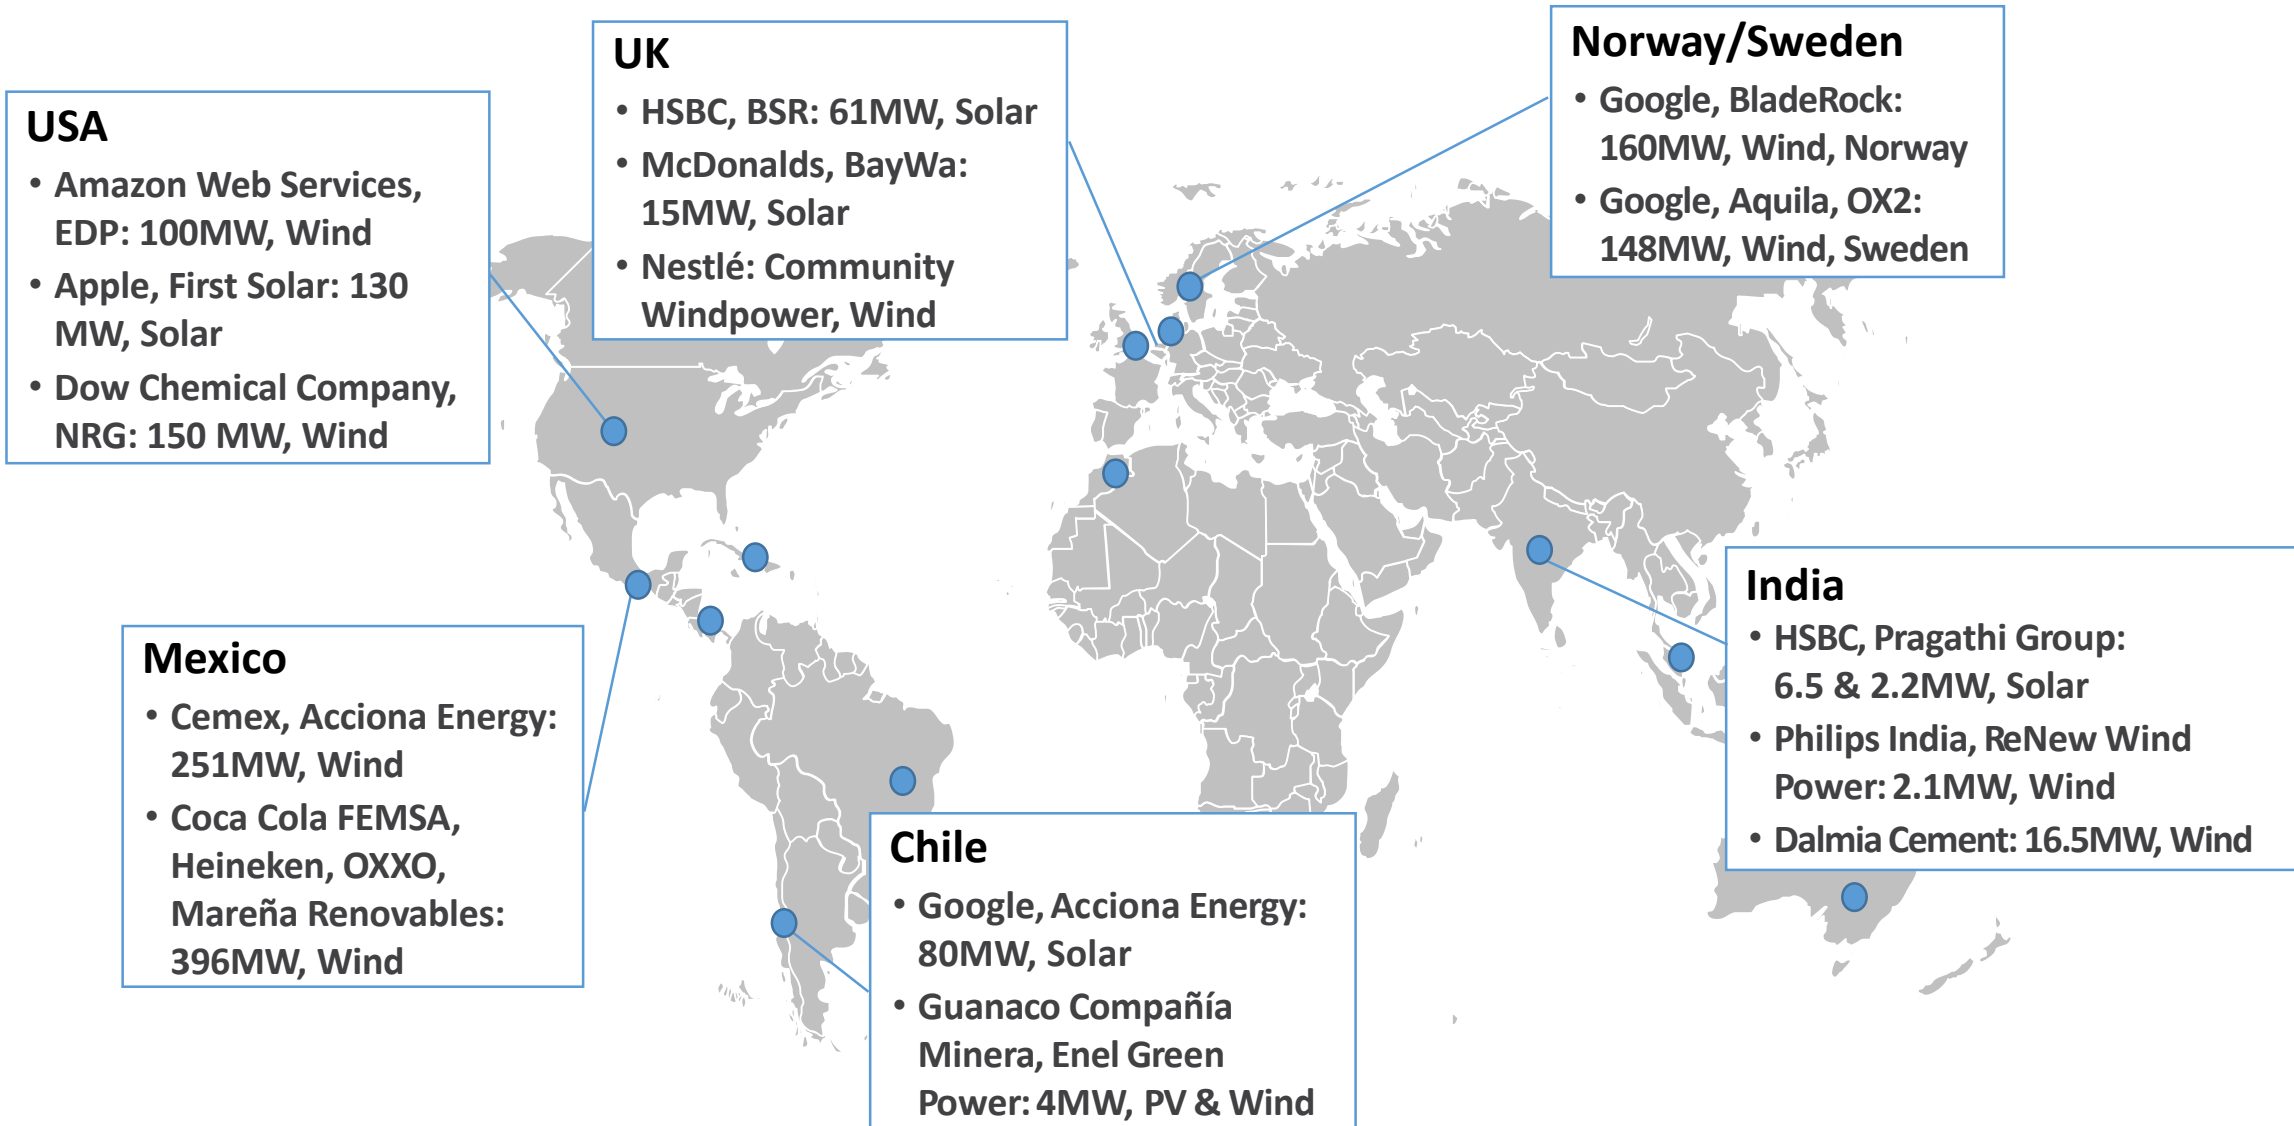 USA
• Amazon Web Services,
EDP: 100MW, Wind
• Apple, First Solar: 130
MW, Solar
• Dow Chemical Company,
NRG: 150 MW, Wind
UK
• HSBC, BSR: 61MW, Solar
• McDonalds, BayWa:
15MW, Solar
• Nestlé: Community
Windpower, Wind
Norway/Sweden
• Google, BladeRock:
160MW, Wind, Norway
• Google, Aquila, OX2:
148MW, Wind, Sweden
Mexico
• Cemex, Acciona Energy:
251MW, Wind
• Coca Cola FEMSA,
Heineken, OXXO,
Mareña Renovables:
396MW, Wind
Chile
• Google, Acciona Energy:
80MW, Solar
• Guanaco Compañía
Minera, Enel Green
Power: 4MW, PV & Wind
India
• HSBC, Pragathi Group:
6.5 & 2.2MW, Solar
• Philips India, ReNew Wind
Power: 2.1MW, Wind
• Dalmia Cement: 16.5MW, Wind